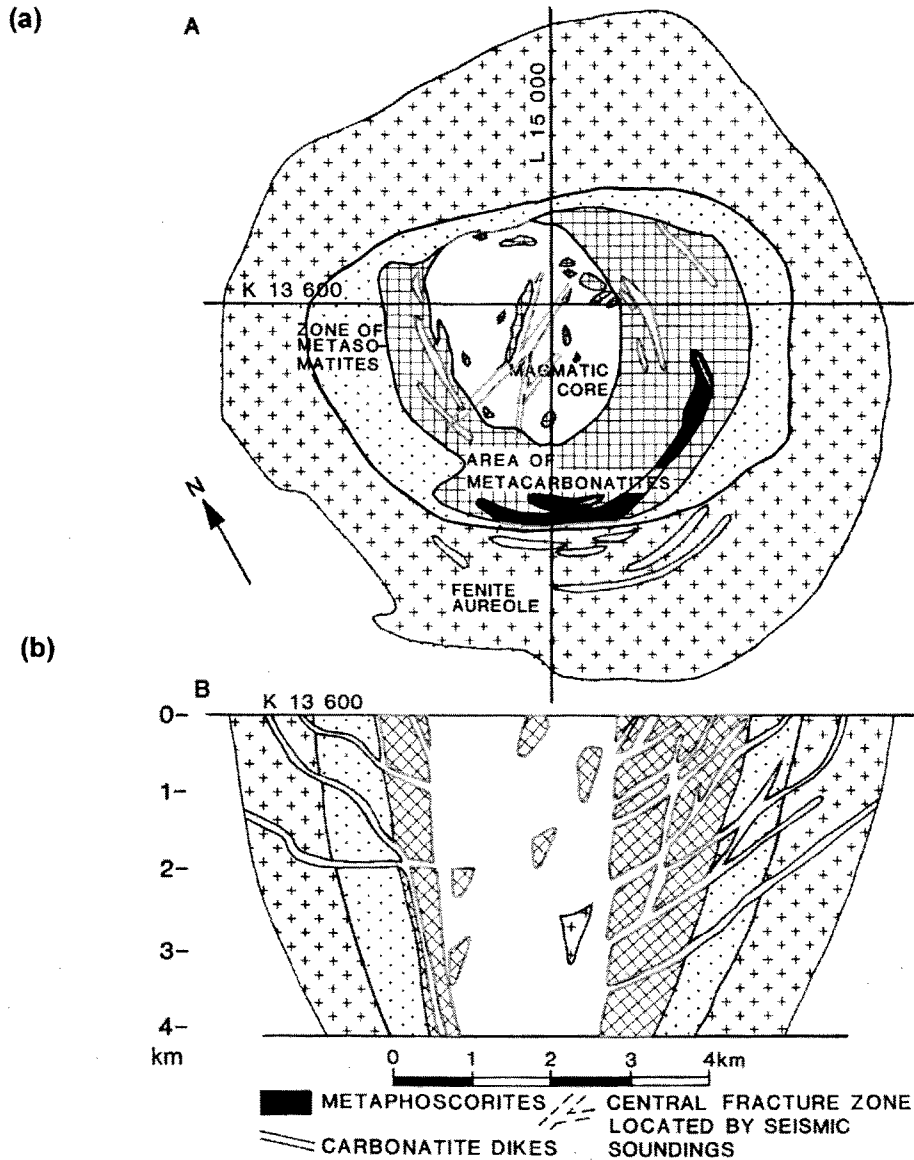 (a)
A
L 15 000
K 13 600
ZONE OF
METASO-
MATITES
MAGMATIC
CORE
AREA OF
METACARBONATITES
N
FENITE
AUREOLE
(b)
B
K 13 600
0-
1-
2-
3-
4-
km
0 1 2 3 4km
METAPHOSCORITES
CARBONATITE DIKES
CENTRAL FRACTURE ZONE
LOCATED BY SEISMIC
SOUNDINGS